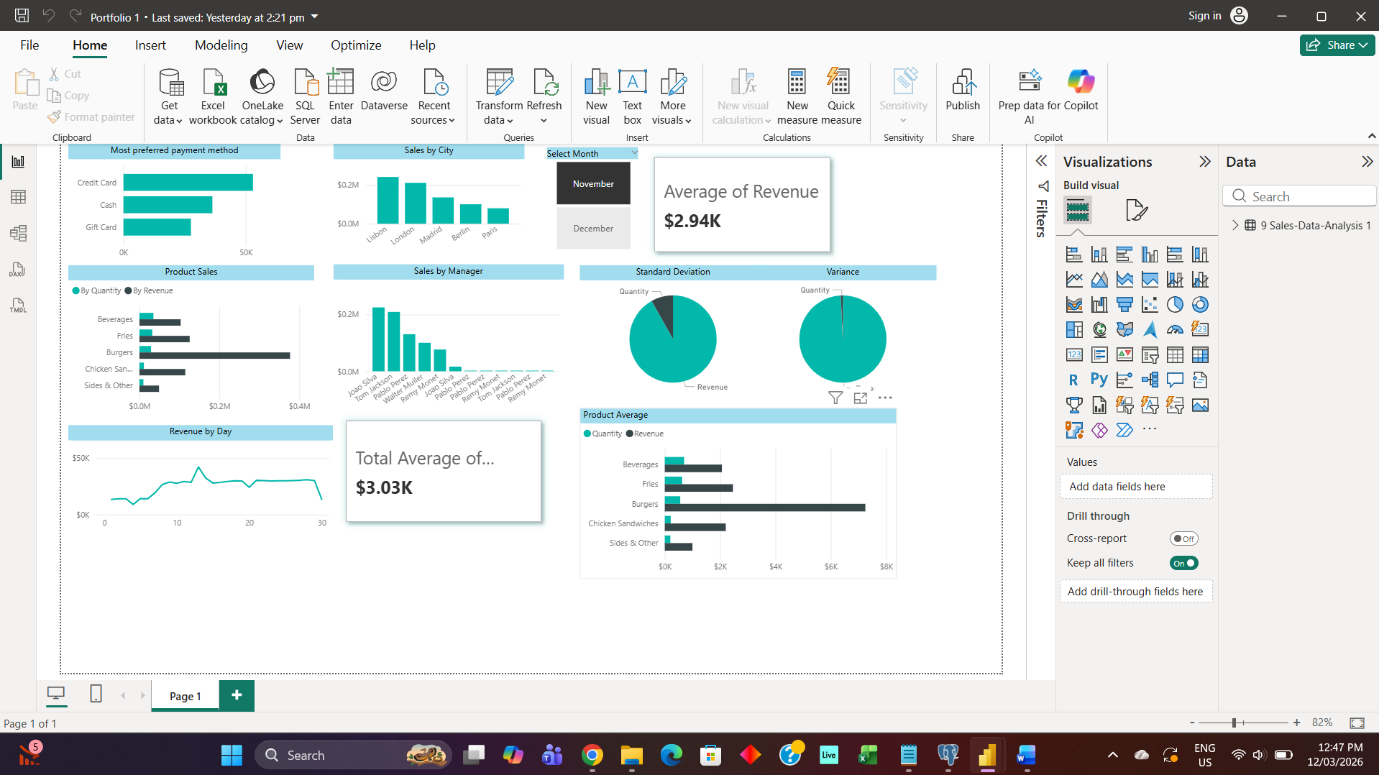 Portfolio 1 • Last saved: Yesterday at 2:21 pm
Sign in
File Home Insert Modeling View Optimize Help
Share
Paste
Cut
Copy
Format painter
Clipboard
Get data
Excel workbook
OneLake catalog
SQL Server
Enter data
Dataverse
Recent sources
Data
Transform data
Refresh
Queries
New visual
Text box
More visuals
Insert
New visual calculation
New measure
Quick measure
Calculations
Sensitivity
Sensitivity
Publish
Share
Prep data for AI
Copilot
Copilot
Most preferred payment method
Credit Card
Cash
Gift Card
0K 50K
Sales by City
$0.2M
$0.0M
Lisbon London Madrid Berlin Paris
Select Month
November
December
Average of Revenue
$2.94K
Product Sales
By Quantity By Revenue
Beverages
Fries
Burgers
Chicken San...
Sides & Other
$0.0M $0.2M $0.4M
Sales by Manager
$0.2M
$0.0M
Joao Silva Tom Jackson Pablo Perez Walter Muller Remy Monet Joao Silva Pablo Perez Pablo Perez Remy Monet Tom Jackson Pablo Perez Remy Monet
Standard Deviation
Variance
Quantity
Revenue
Quantity
Revenue by Day
$50K
$0K
0 10 20 30
Total Average of...
$3.03K
Product Average
Quantity Revenue
Beverages
Fries
Burgers
Chicken Sandwiches
Sides & Other
$0K $2K $4K $6K $8K
Filters
Visualizations
Build visual
R Py
123
Values
Add data fields here
Drill through
Cross-report
Off
Keep all filters
On
Add drill-through fields here
Data
Search
9 Sales-Data-Analysis 1
DAX
TMDL
Page 1
Page 1 of 1
- + 82%
5
Search
Live
ENG
US
12:47 PM
12/03/2026